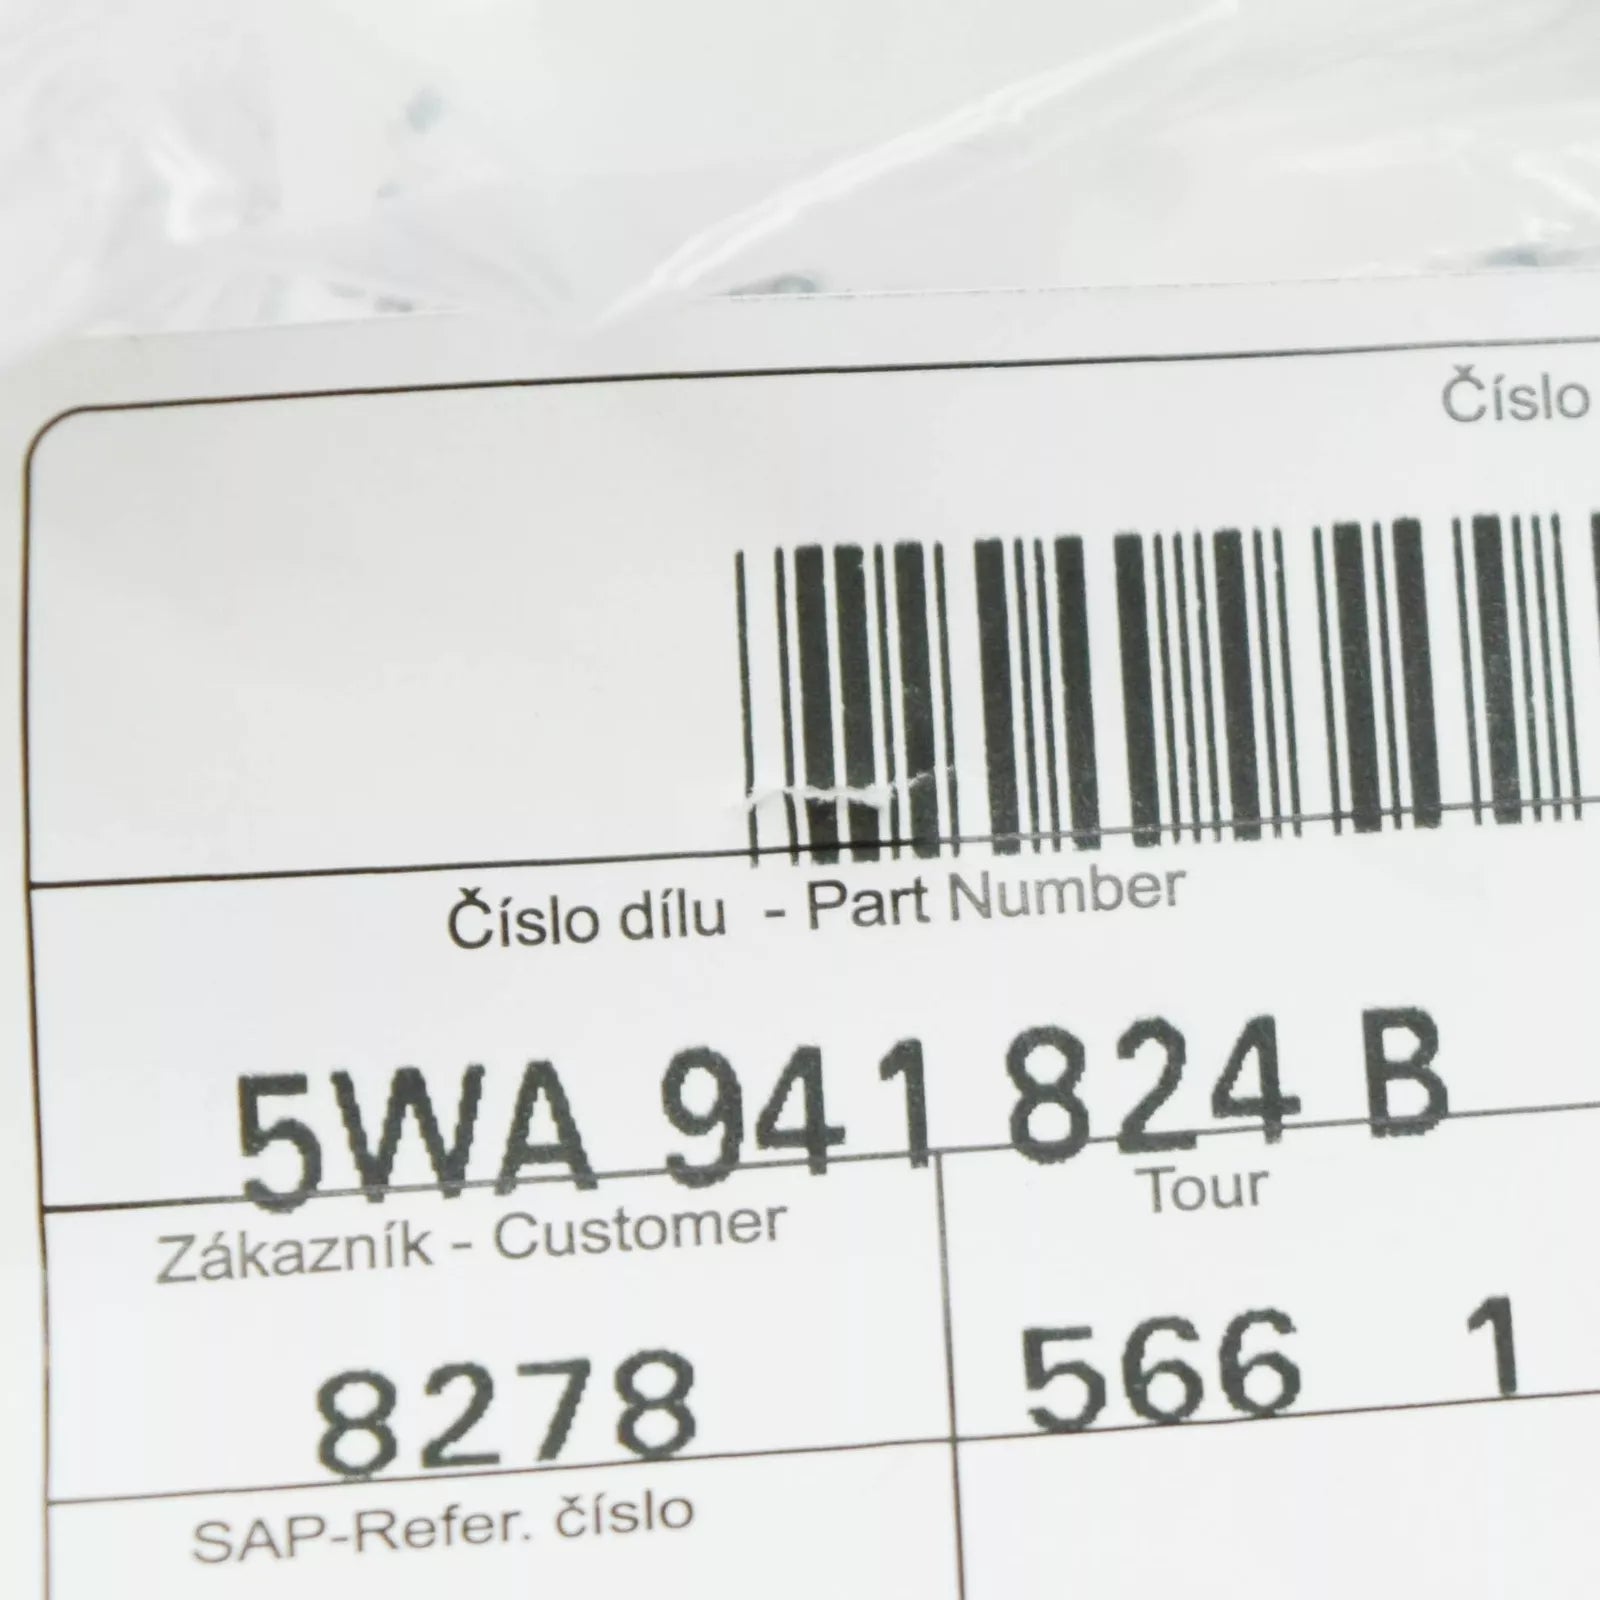 Číslo
Číslo dílu - Part Number
5WA 941 824 B
Zákazník - Customer
Tour
8278
566 1
SAP-Refer. číslo